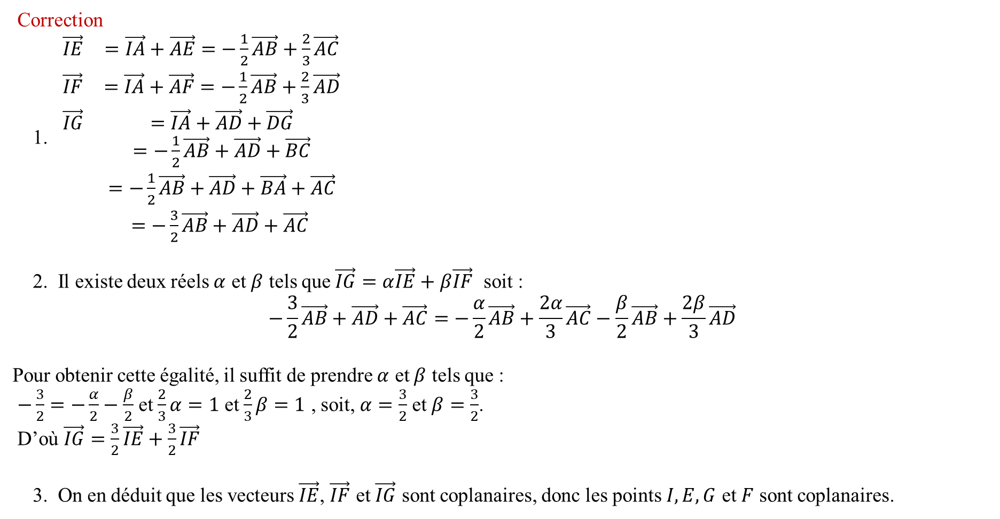 Correction
$\overrightarrow{IE} = \overrightarrow{IA} + \overrightarrow{AE} = -\frac{1}{2}\overrightarrow{AB} + \frac{2}{3}\overrightarrow{AC}$
$\overrightarrow{IF} = \overrightarrow{IA} + \overrightarrow{AF} = -\frac{1}{2}\overrightarrow{AB} + \frac{2}{3}\overrightarrow{AD}$
1. $\overrightarrow{IG} = \overrightarrow{IA} + \overrightarrow{AD} + \overrightarrow{DG}$
$= -\frac{1}{2}\overrightarrow{AB} + \overrightarrow{AD} + \overrightarrow{BC}$
$= -\frac{1}{2}\overrightarrow{AB} + \overrightarrow{AD} + \overrightarrow{BA} + \overrightarrow{AC}$
$= -\frac{3}{2}\overrightarrow{AB} + \overrightarrow{AD} + \overrightarrow{AC}$
2. Il existe deux réels $\alpha$ et $\beta$ tels que $\overrightarrow{IG} = \alpha\overrightarrow{IE} + \beta\overrightarrow{IF}$ soit :
$-\frac{3}{2}\overrightarrow{AB} + \overrightarrow{AD} + \overrightarrow{AC} = -\frac{\alpha}{2}\overrightarrow{AB} + \frac{2\alpha}{3}\overrightarrow{AC} - \frac{\beta}{2}\overrightarrow{AB} + \frac{2\beta}{3}\overrightarrow{AD}$
Pour obtenir cette égalité, il suffit de prendre $\alpha$ et $\beta$ tels que :
$-\frac{3}{2} = -\frac{\alpha}{2} - \frac{\beta}{2}$ et $\frac{2}{3}\alpha = 1$ et $\frac{2}{3}\beta = 1$ , soit, $\alpha = \frac{3}{2}$ et $\beta = \frac{3}{2}$.
D’où $\overrightarrow{IG} = \frac{3}{2}\overrightarrow{IE} + \frac{3}{2}\overrightarrow{IF}$
3. On en déduit que les vecteurs $\overrightarrow{IE}$, $\overrightarrow{IF}$ et $\overrightarrow{IG}$ sont coplanaires, donc les points $I, E, G$ et $F$ sont coplanaires.